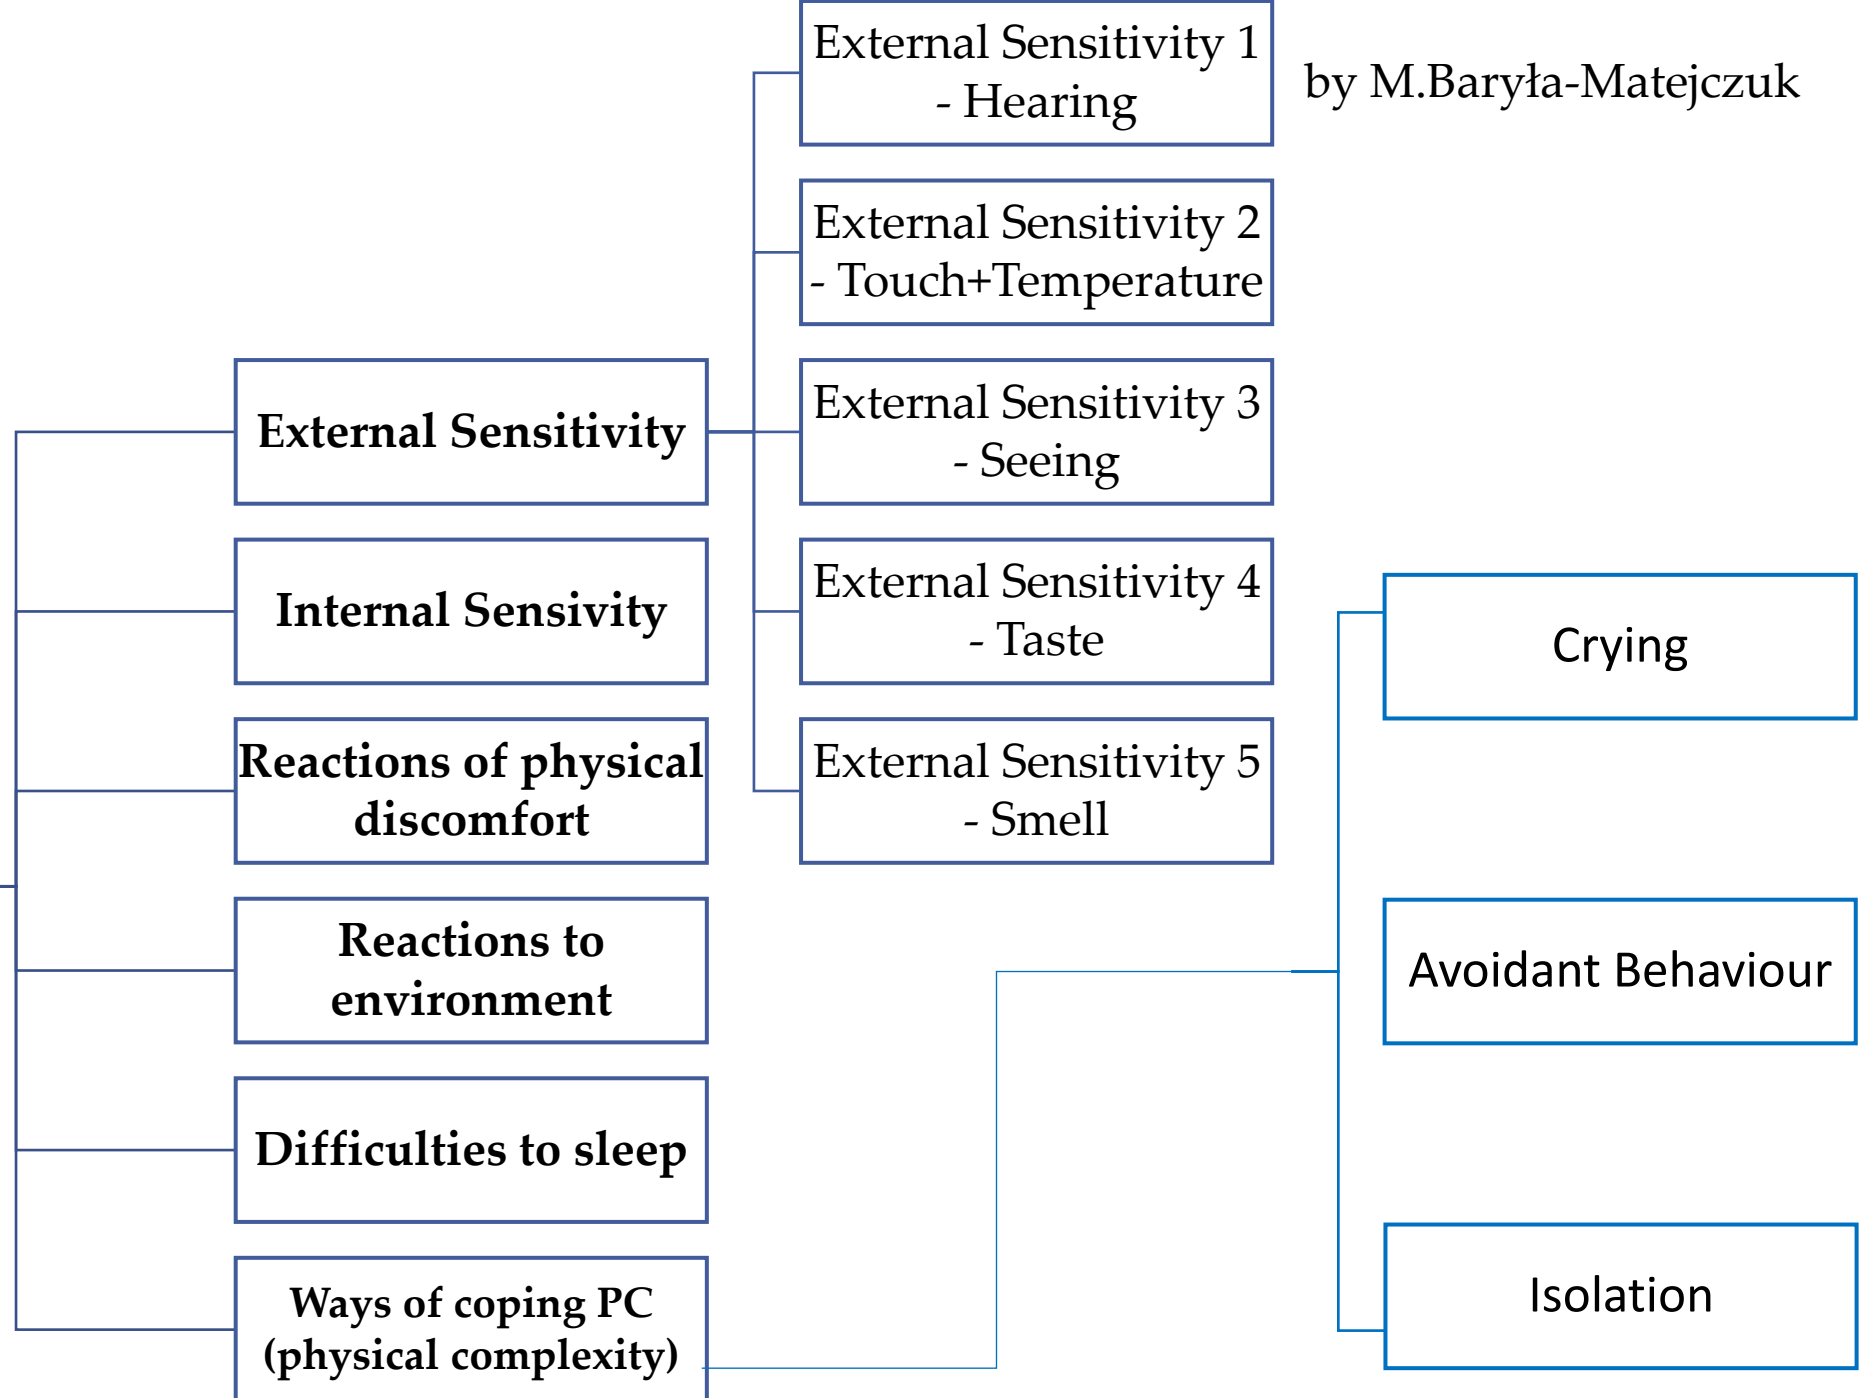 External Sensitivity
Internal Sensivity
Reactions of physical
discomfort
Reactions to
environment
Difficulties to sleep
Ways of coping PC
(physical complexity)
External Sensitivity 1
- Hearing
External Sensitivity 2
- Touch+Temperature
External Sensitivity 3
- Seeing
External Sensitivity 4
- Taste
External Sensitivity 5
- Smell
by M.Baryła-Matejczuk
Crying
Avoidant Behaviour
Isolation